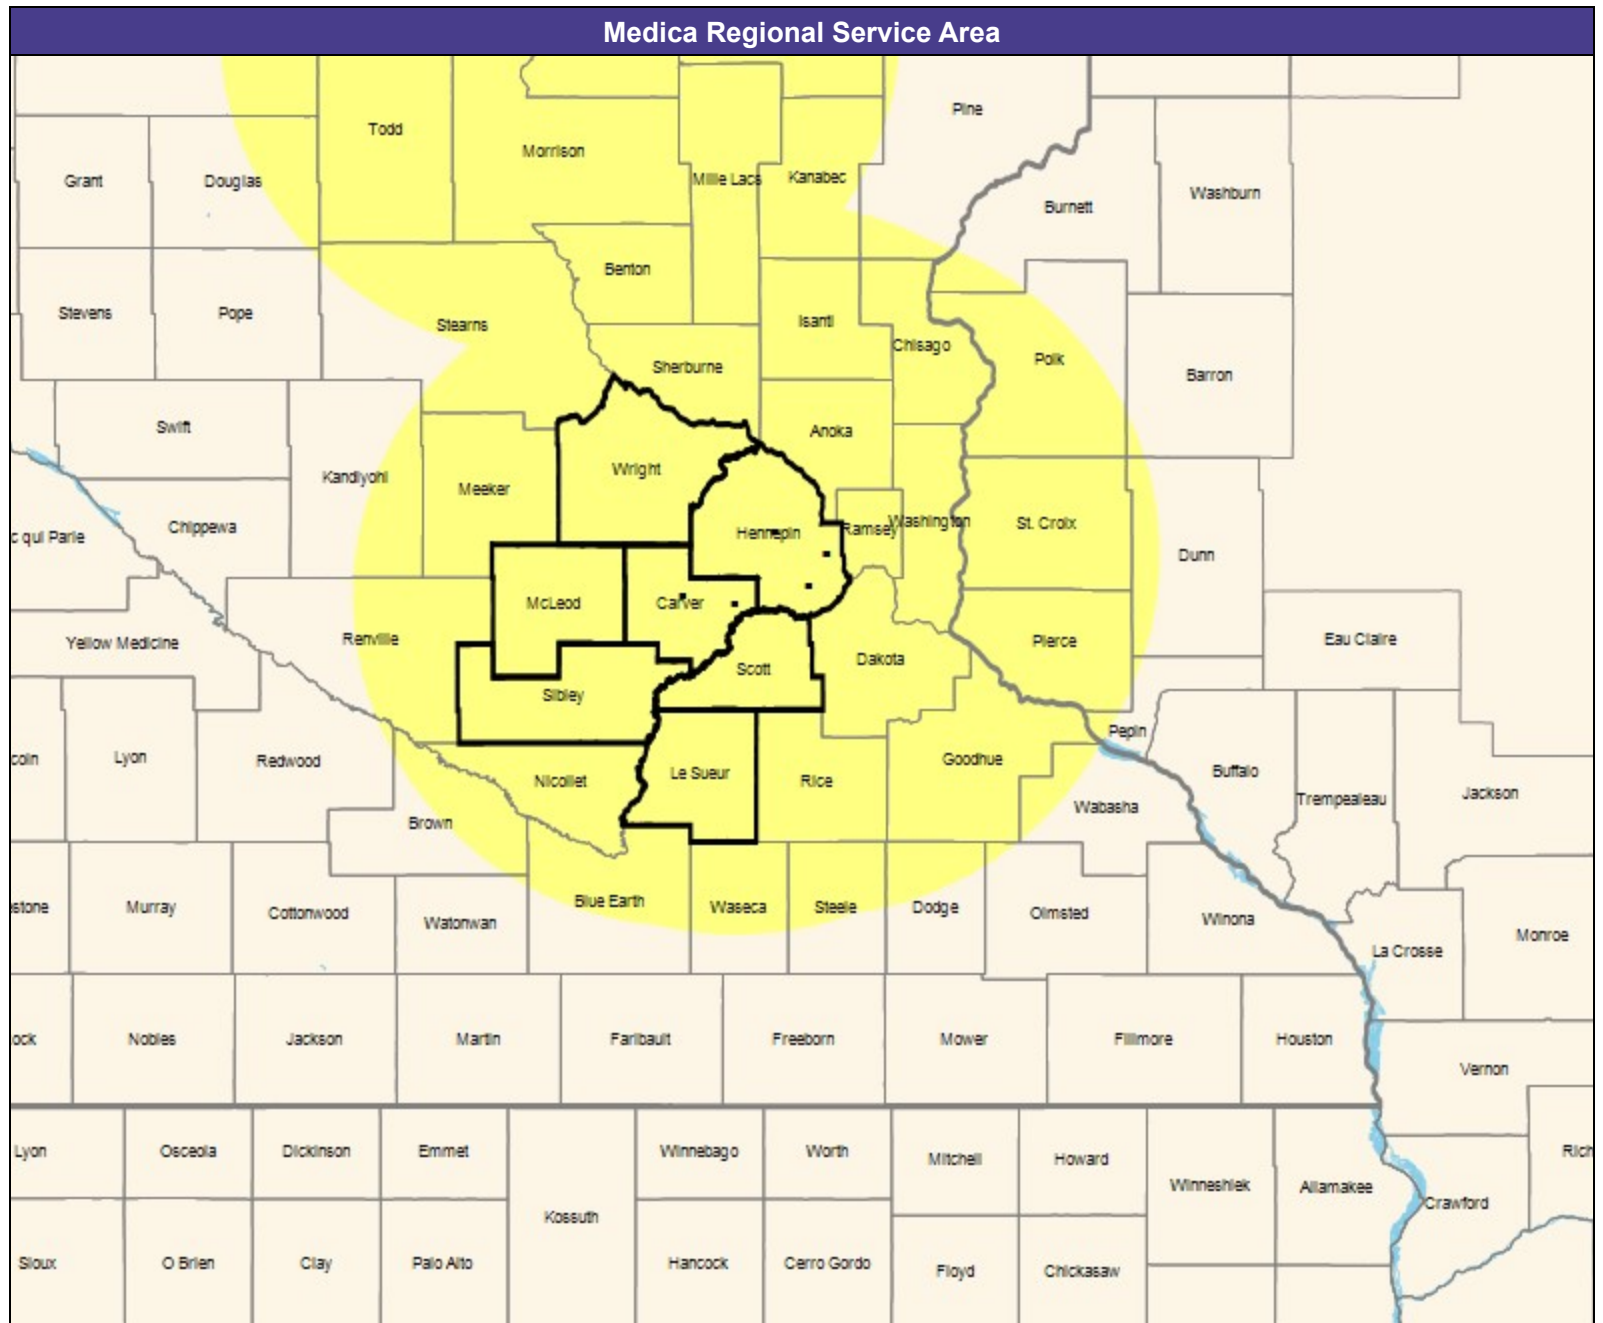 Medica Regional Service Area
Pine
Todd
Morrison
Grant
Douglas
Mille Lacs
Kanabec
Washburn
Burnett
Benton
Stevens
Pope
Stearns
Isanti
Chisago
Polk
Sherburne
Barron
Swift
Anoka
Wright
Kandiyohi
Meeker
Hennepin
Ramsey
Washington
St. Croix
Chippewa
c qui Parle
Dunn
McLeod
Carver
Yellow Medicine
Renville
Scott
Dakota
Pierce
Eau Claire
Sibley
Pepin
coln
Lyon
Redwood
Nicollet
Le Sueur
Rice
Goodhue
Buffalo
Trempealeau
Jackson
Wabasha
Brown
stone
Murray
Cottonwood
Watonwan
Blue Earth
Waseca
Steele
Dodge
Olmsted
Winona
La Crosse
Monroe
ock
Nobles
Jackson
Martin
Faribault
Freeborn
Mower
Fillmore
Houston
Vernon
Lyon
Osceola
Dickinson
Emmet
Winnebago
Worth
Mitchell
Howard
Rich
Winneshiek
Allamakee
Crawford
Kossuth
Sioux
O Brien
Clay
Palo Alto
Hancock
Cerro Gordo
Floyd
Chickasaw